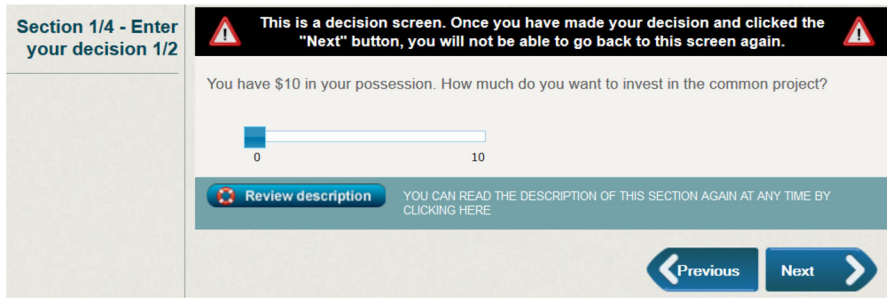 Section 1/4 - Enter
your decision 1/2
This is a decision screen. Once you have made your decision and clicked the
"Next" button, you will not be able to go back to this screen again.
You have $10 in your possession. How much do you want to invest in the common project?
0 10
Review description
YOU CAN READ THE DESCRIPTION OF THIS SECTION AGAIN AT ANY TIME BY
CLICKING HERE
Previous
Next